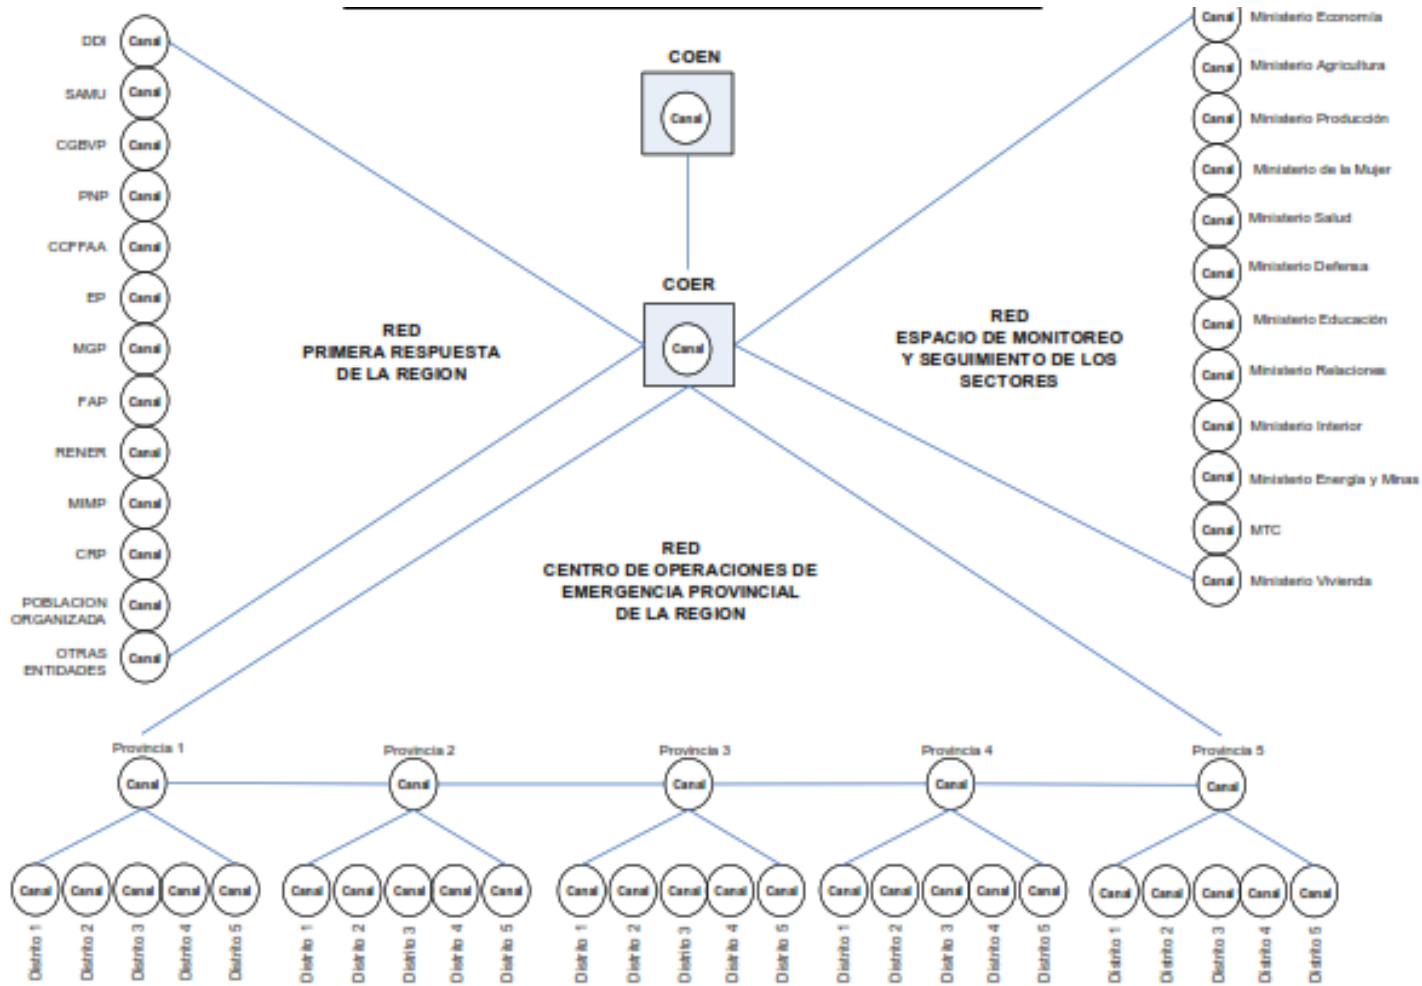 DDI
Canal
SAMU
Canal
CGBVP
Canal
PNP
Canal
CCFFAA
Canal
EP
Canal
MGP
Canal
FAP
Canal
RENER
Canal
MIMP
Canal
CRP
Canal
POBLACION
ORGANIZADA
Canal
OTRAS
ENTIDADES
Canal
COEN
Canal
COER
Canal
RED
PRIMERA RESPUESTA
DE LA REGION
RED
ESPACIO DE MONITOREO
Y SEGUIMIENTO DE LOS
SECTORES
RED
CENTRO DE OPERACIONES DE
EMERGENCIA PROVINCIAL
DE LA REGION
Canal Ministerio Economía
Canal Ministerio Agricultura
Canal Ministerio Producción
Canal Ministerio de la Mujer
Canal Ministerio Salud
Canal Ministerio Defensa
Canal Ministerio Educación
Canal Ministerio Relaciones
Canal Ministerio Interior
Canal Ministerio Energía y Minas
Canal MTC
Canal Ministerio Vivienda
Provincia 1
Canal
Provincia 2
Canal
Provincia 3
Canal
Provincia 4
Canal
Provincia 5
Canal
Canal Canal Canal Canal Canal
Distrito 1
Distrito 2
Distrito 3
Distrito 4
Distrito 5
Canal Canal Canal Canal Canal
Distrito 1
Distrito 2
Distrito 3
Distrito 4
Distrito 5
Canal Canal Canal Canal Canal
Distrito 1
Distrito 2
Distrito 3
Distrito 4
Distrito 5
Canal Canal Canal Canal Canal
Distrito 1
Distrito 2
Distrito 3
Distrito 4
Distrito 5
Canal Canal Canal Canal Canal
Distrito 1
Distrito 2
Distrito 3
Distrito 4
Distrito 5